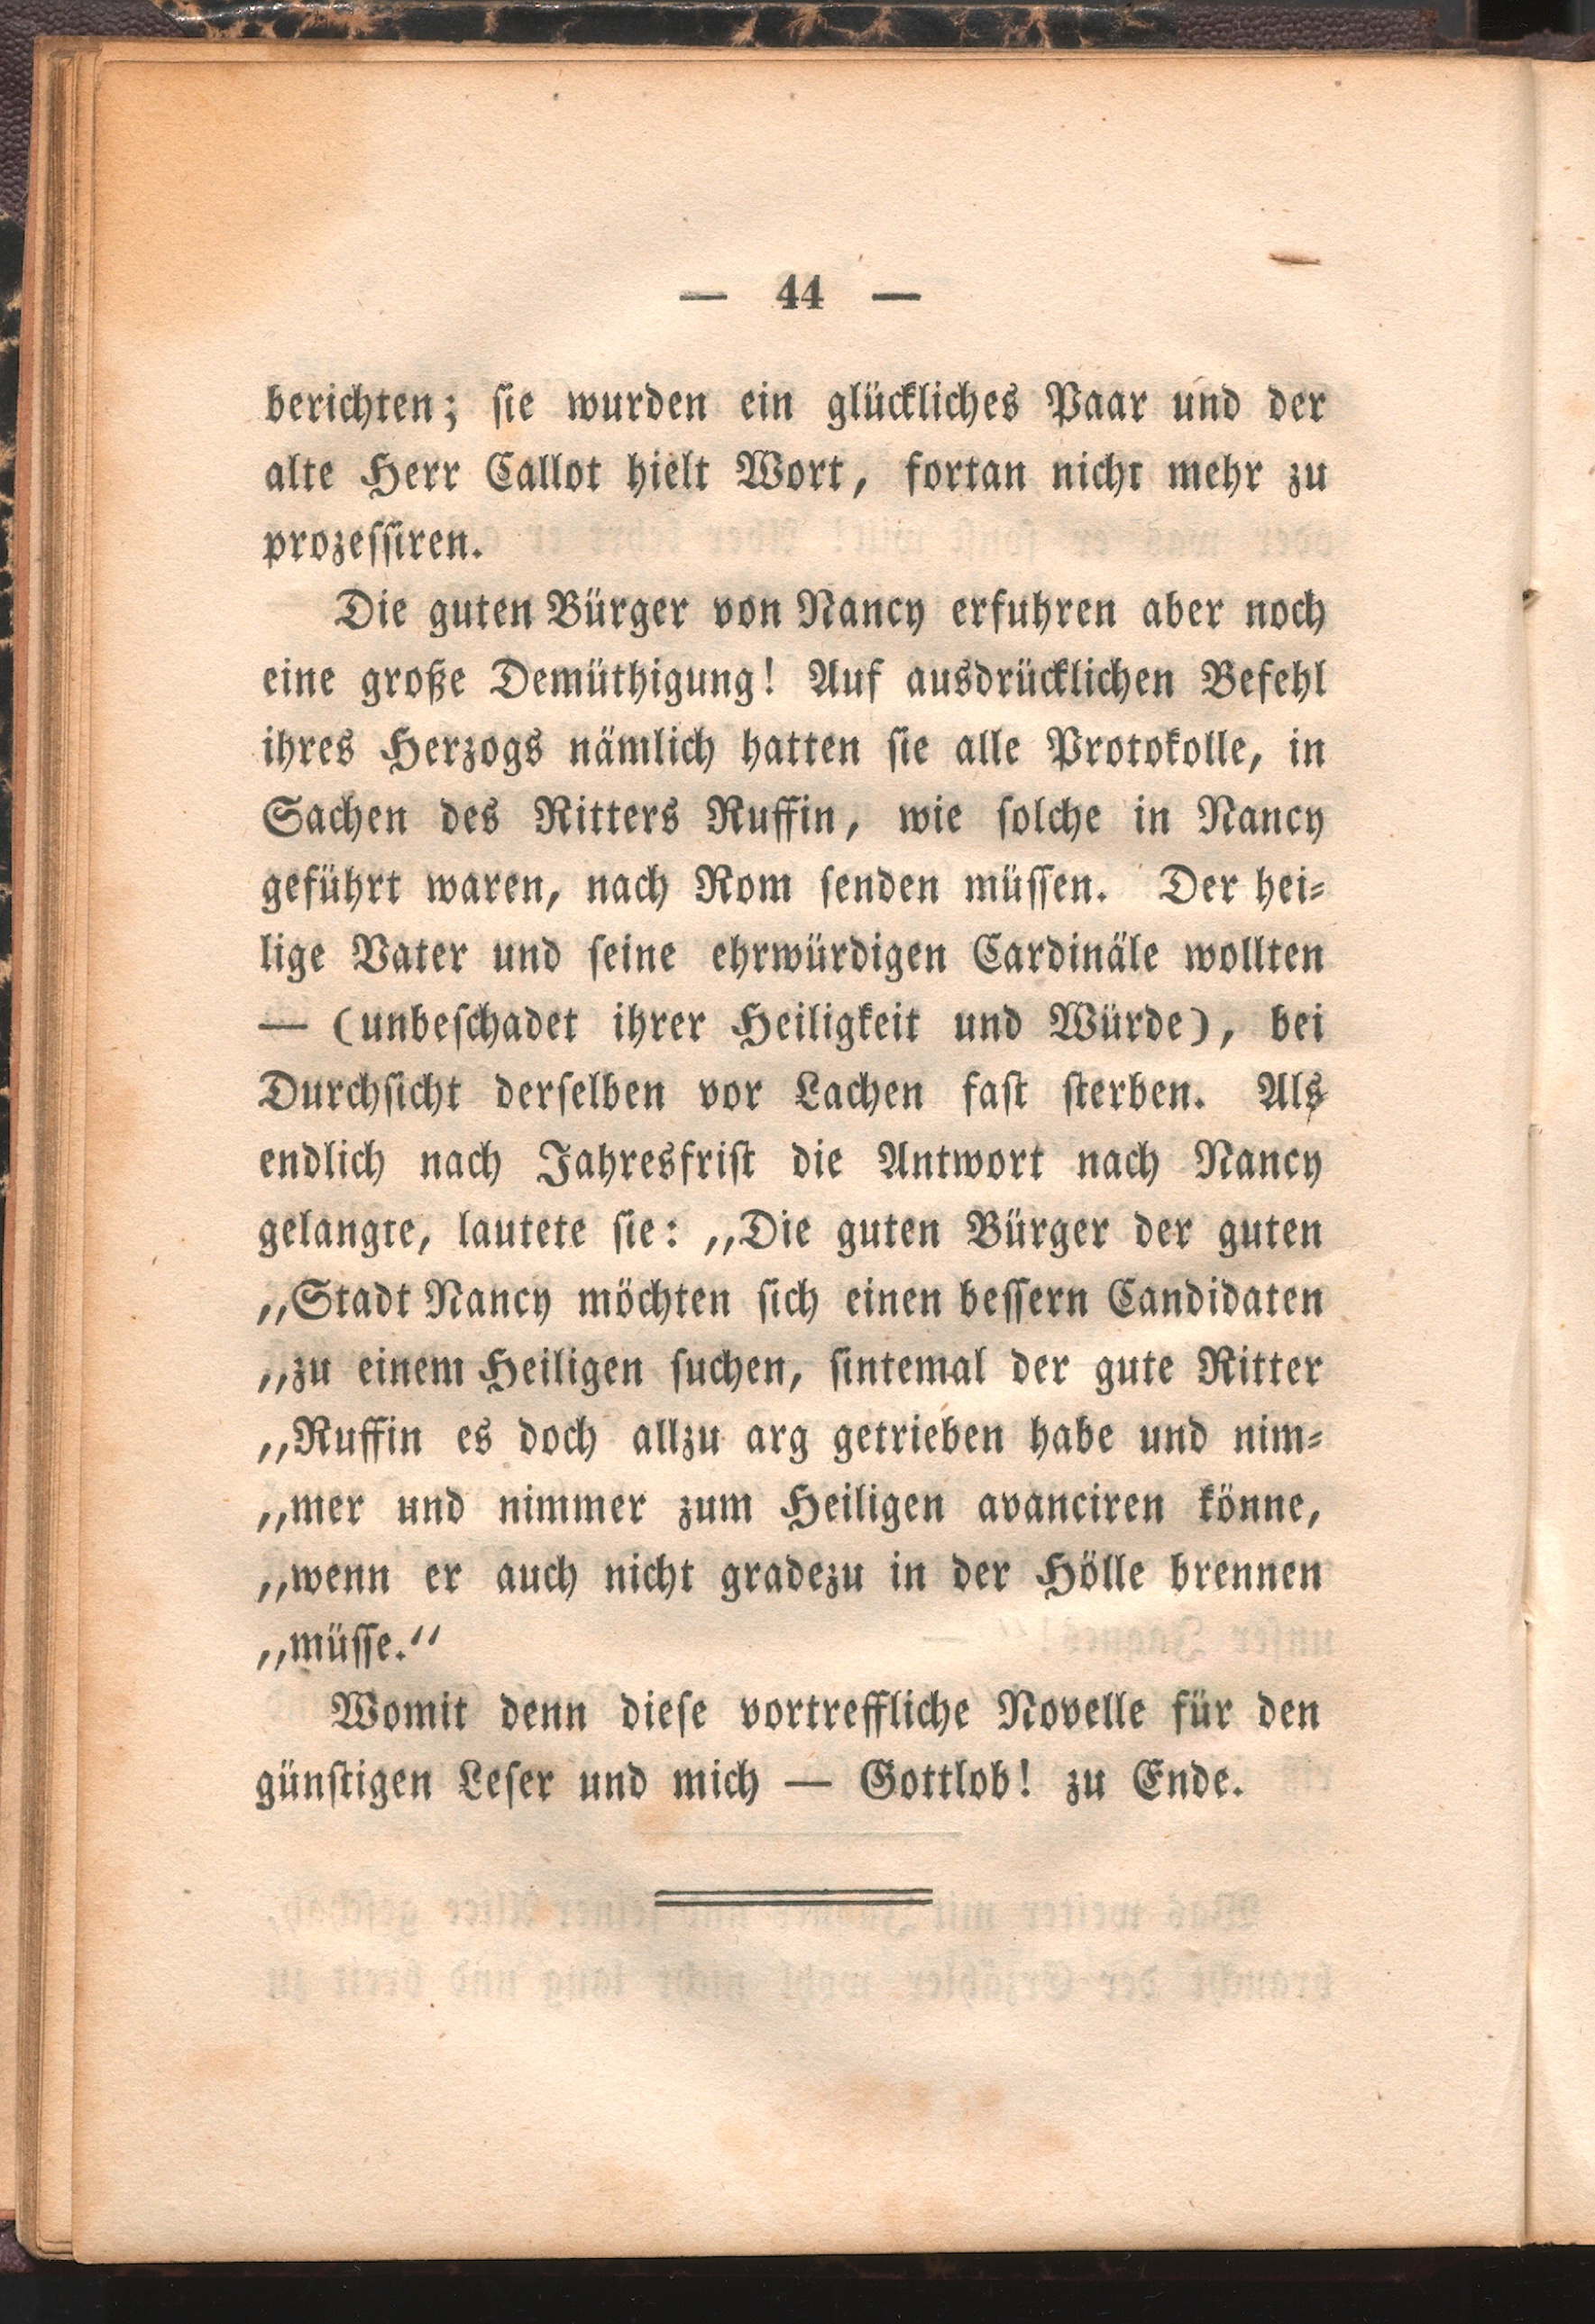 — 44 —
berichten; ſie wurden ein glückliches Paar und der
alte Herr Callot hielt Wort, fortan nicht mehr zu
prozeſſiren.
Die guten Bürger von Nancy erfuhren aber noch
eine große Demüthigung! Auf ausdrücklichen Befehl
ihres Herzogs nämlich hatten ſie alle Protokolle, in
Sachen des Ritters Ruffin, wie ſolche in Nancy
geführt waren, nach Rom ſenden müſſen. Der hei⸗
lige Vater und ſeine ehrwürdigen Cardinäle wollten
— (unbeſchadet ihrer Heiligkeit und Würde), bei
Durchſicht derſelben vor Lachen faſt ſterben. Als
endlich nach Jahresfriſt die Antwort nach Nancy
gelangte, lautete ſie: „Die guten Bürger der guten
„Stadt Nancy möchten ſich einen beſſern Candidaten
„zu einem Heiligen ſuchen, ſintemal der gute Ritter
„Ruffin es doch allzu arg getrieben habe und nim⸗
„mer und nimmer zum Heiligen avanciren könne,
„wenn er auch nicht gradezu in der Hölle brennen
„müſſe.“
Womit denn dieſe vortreffliche Novelle für den
günſtigen Leſer und mich — Gottlob! zu Ende.